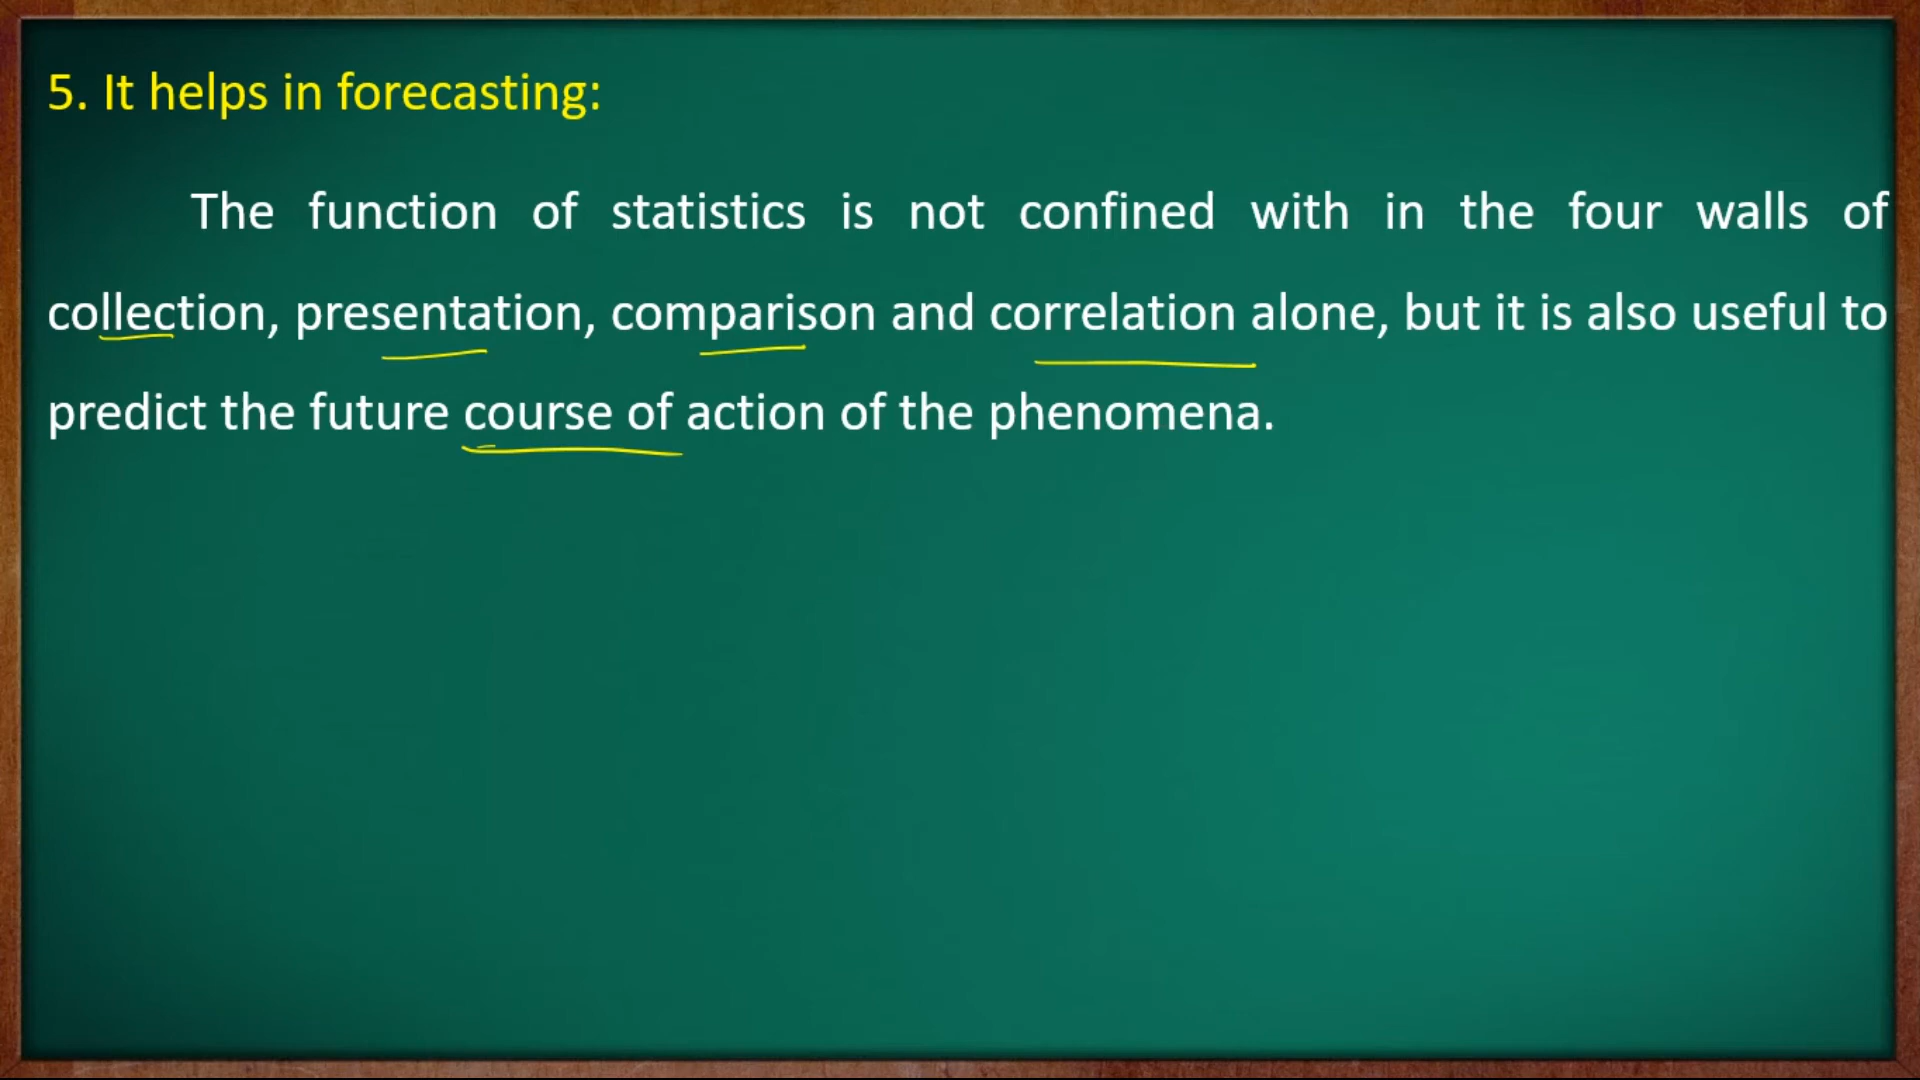 5. It helps in forecasting:
The function of statistics is not confined with in the four walls of
collection, presentation, comparison and correlation alone, but it is also useful to
predict the future course of action of the phenomena.